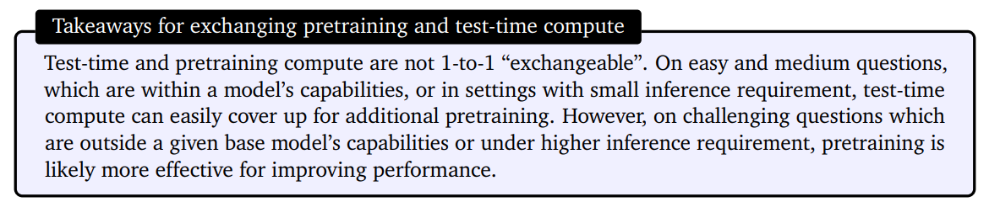 Takeaways for exchanging pretraining and test-time compute
Test-time and pretraining compute are not 1-to-1 “exchangeable”. On easy and medium questions,
which are within a model’s capabilities, or in settings with small inference requirement, test-time
compute can easily cover up for additional pretraining. However, on challenging questions which
are outside a given base model’s capabilities or under higher inference requirement, pretraining is
likely more effective for improving performance.